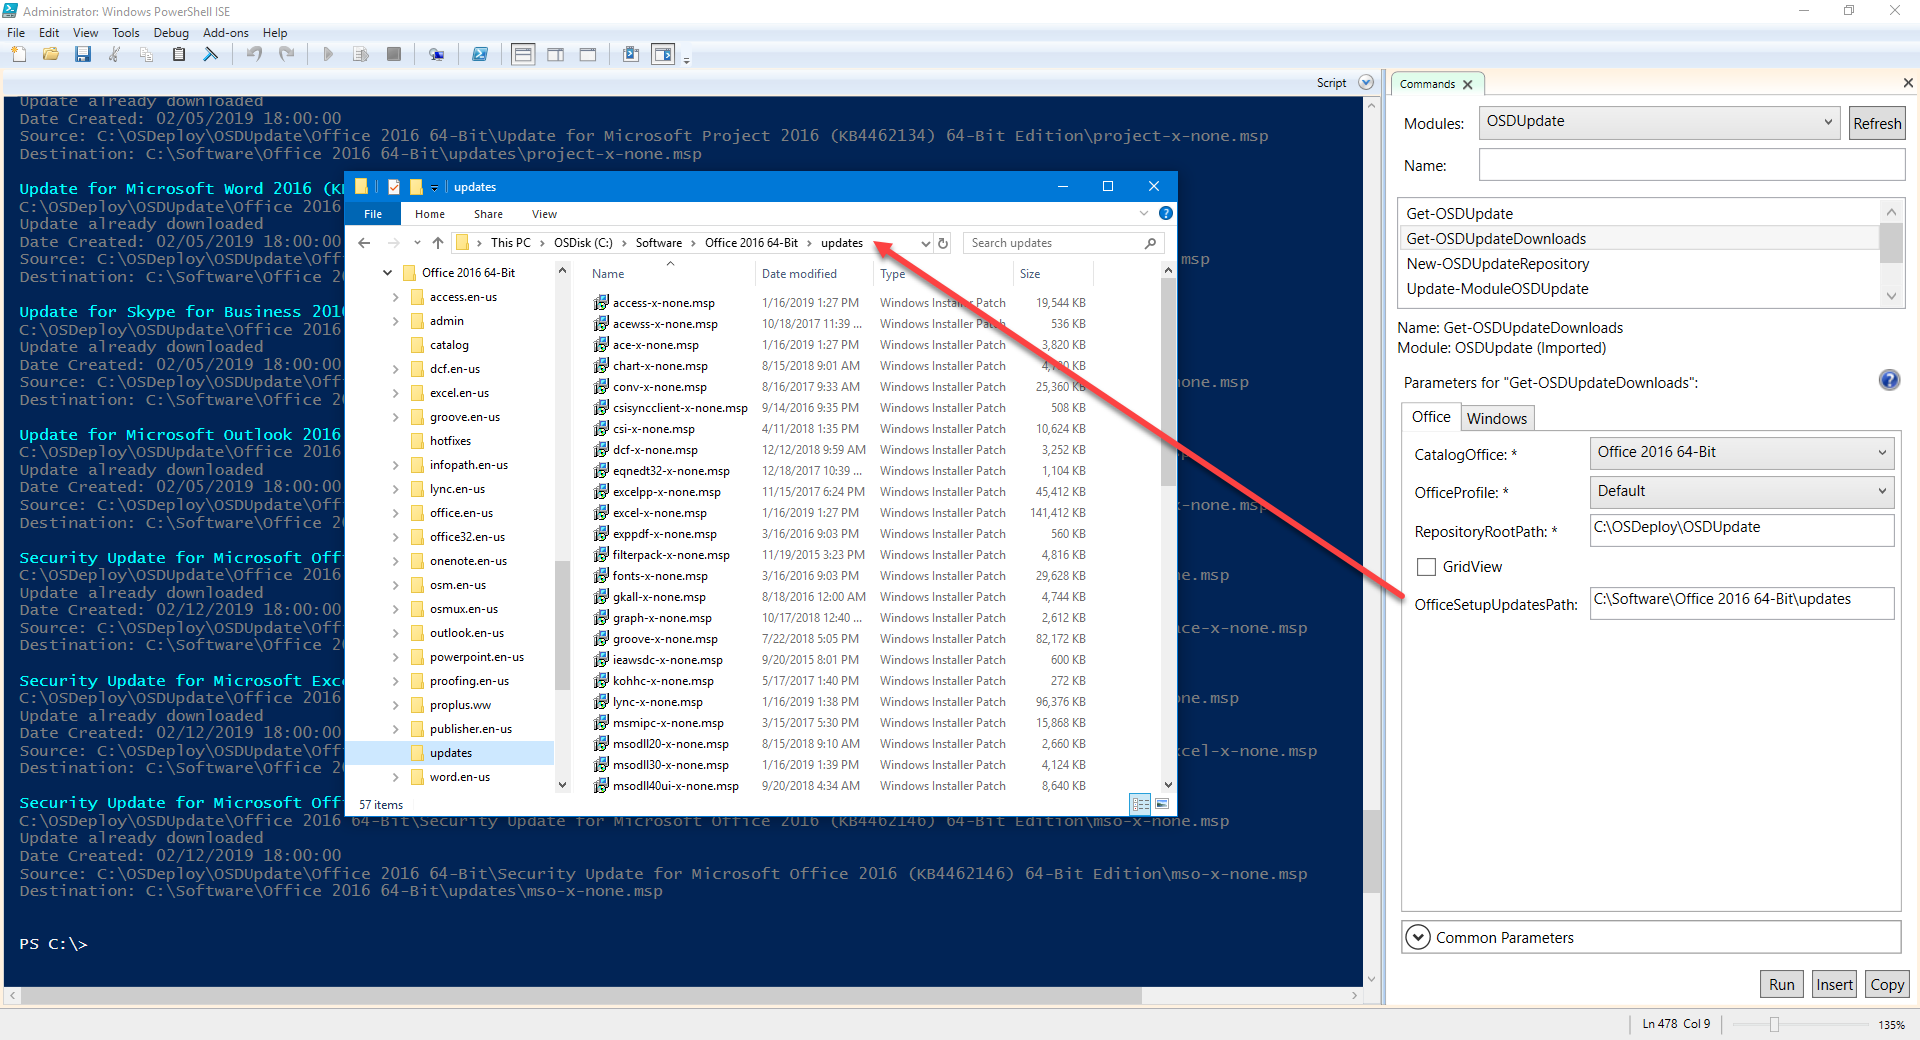 Administrator: Windows PowerShell ISE
File Edit View Tools Debug Add-ons Help
Script
Update already downloaded
Date Created: 02/05/2019 18:00:00
Source: C:\OSDeploy\OSDUpdate\Office 2016 64-Bit\Update for Microsoft Project 2016 (KB4462134) 64-Bit Edition\project-x-none.msp
Destination: C:\Software\Office 2016 64-Bit\updates\project-x-none.msp
Update for Microsoft Word 2016
C:\OSDeploy\OSDUpdate\Office 2016
Update already downloaded
Date Created: 02/05/2019 18:00:00
Source: C:\OSDeploy\OSDUpdate\Off
Destination: C:\Software\Office 2
Update for Skype for Business 201
C:\OSDeploy\OSDUpdate\Office 2016
Update already downloaded
Date Created: 02/05/2019 18:00:00
Source: C:\OSDeploy\OSDUpdate\Off
Destination: C:\Software\Office 2
Update for Microsoft Outlook 2016
C:\OSDeploy\OSDUpdate\Office 2016
Update already downloaded
Date Created: 02/05/2019 18:00:00
Source: C:\OSDeploy\OSDUpdate\Off
Destination: C:\Software\Office 2
Security Update for Microsoft Off
C:\OSDeploy\OSDUpdate\Office 2016
Update already downloaded
Date Created: 02/12/2019 18:00:00
Source: C:\OSDeploy\OSDUpdate\Off
Destination: C:\Software\Office 2
Security Update for Microsoft Exc
C:\OSDeploy\OSDUpdate\Office 2016
Update already downloaded
Date Created: 02/12/2019 18:00:00
Source: C:\OSDeploy\OSDUpdate\Off
Destination: C:\Software\Office 2
Security Update for Microsoft Off
C:\OSDeploy\OSDUpdate\Office 2016 64-Bit\Security Update for Microsoft Office 2016 (KB4462146) 64-Bit Edition\mso-x-none.msp
Update already downloaded
Date Created: 02/12/2019 18:00:00
Source: C:\OSDeploy\OSDUpdate\Office 2016 64-Bit\Security Update for Microsoft Office 2016 (KB4462146) 64-Bit Edition\mso-x-none.msp
Destination: C:\Software\Office 2016 64-Bit\updates\mso-x-none.msp
PS C:\>
updates
File Home Share View
This PC > OSDisk (C:) > Software > Office 2016 64-Bit > updates
Search updates
Office 2016 64-Bit
access.en-us
admin
catalog
dcf.en-us
excel.en-us
groove.en-us
hotfixes
infopath.en-us
lync.en-us
office.en-us
office32.en-us
onenote.en-us
osm.en-us
osmux.en-us
outlook.en-us
powerpoint.en-us
proofing.en-us
proplus.ww
publisher.en-us
updates
word.en-us
Name Date modified Type Size
access-x-none.msp 1/16/2019 1:27 PM Windows Installer Patch 19,544 KB
acewss-x-none.msp 10/18/2017 11:39 ... Windows Installer Patch 536 KB
ace-x-none.msp 1/16/2019 1:27 PM Windows Installer Patch 3,820 KB
chart-x-none.msp 8/15/2018 9:01 AM Windows Installer Patch KB
conv-x-none.msp 8/16/2017 9:33 AM Windows Installer Patch 25,360 KB
csisyncclient-x-none.msp 9/14/2016 9:35 PM Windows Installer Patch 508 KB
csi-x-none.msp 4/11/2018 1:35 PM Windows Installer Patch 10,624 KB
dcf-x-none.msp 12/12/2018 9:59 AM Windows Installer Patch 3,252 KB
eqnedt32-x-none.msp 12/18/2017 10:39 ... Windows Installer Patch 1,104 KB
excelpp-x-none.msp 11/15/2017 6:24 PM Windows Installer Patch 45,412 KB
excel-x-none.msp 1/16/2019 1:27 PM Windows Installer Patch 141,412 KB
exppdf-x-none.msp 3/16/2016 9:03 PM Windows Installer Patch 560 KB
filterpack-x-none.msp 11/19/2015 3:23 PM Windows Installer Patch 4,816 KB
fonts-x-none.msp 3/16/2016 9:03 PM Windows Installer Patch 29,628 KB
gkall-x-none.msp 8/18/2016 12:00 AM Windows Installer Patch 4,744 KB
graph-x-none.msp 10/17/2018 12:40 ... Windows Installer Patch 2,612 KB
groove-x-none.msp 7/22/2018 5:05 PM Windows Installer Patch 82,172 KB
ieawsdc-x-none.msp 9/20/2015 8:01 PM Windows Installer Patch 600 KB
kohhc-x-none.msp 5/17/2017 1:40 PM Windows Installer Patch 272 KB
lync-x-none.msp 1/16/2019 1:38 PM Windows Installer Patch 96,376 KB
msmipc-x-none.msp 3/15/2017 5:30 PM Windows Installer Patch 15,868 KB
msodll20-x-none.msp 8/15/2018 9:10 AM Windows Installer Patch 2,660 KB
msodll30-x-none.msp 1/16/2019 1:39 PM Windows Installer Patch 4,124 KB
msodll40ui-x-none.msp 9/20/2018 4:34 AM Windows Installer Patch 8,640 KB
57 items
Commands
Modules: OSDUpdate Refresh
Name:
Get-OSDUpdate
Get-OSDUpdateDownloads
New-OSDUpdateRepository
Update-ModuleOSDUpdate
Name: Get-OSDUpdateDownloads
Module: OSDUpdate (Imported)
Parameters for "Get-OSDUpdateDownloads":
Office Windows
CatalogOffice: * Office 2016 64-Bit
OfficeProfile: * Default
RepositoryRootPath: * C:\OSDeploy\OSDUpdate
GridView
OfficeSetupUpdatesPath: C:\Software\Office 2016 64-Bit\updates
Common Parameters
Run Insert Copy
Ln 478 Col 9 135%